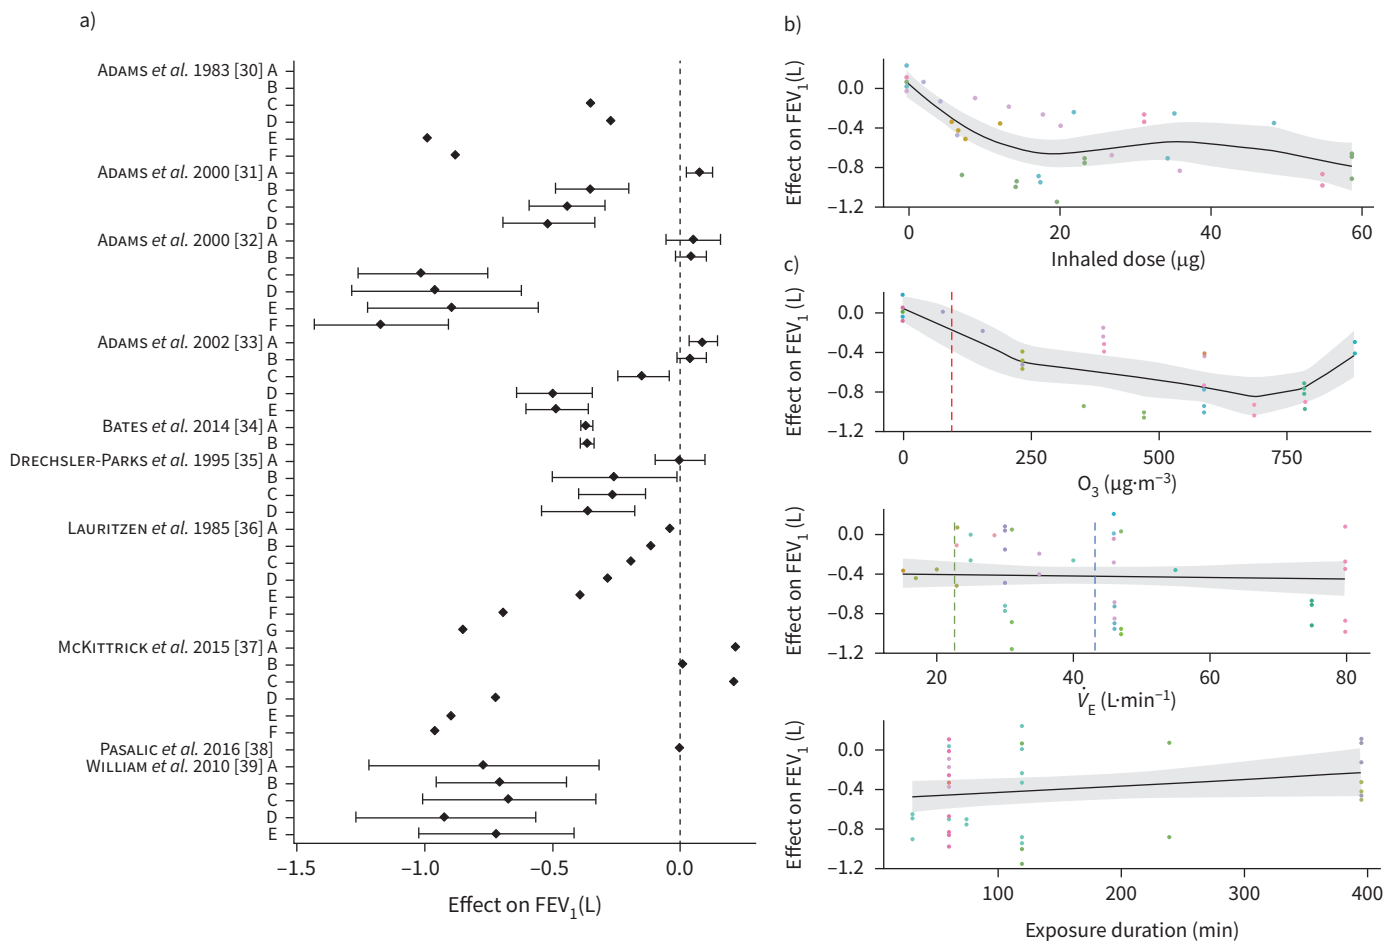 a)
ADAMS et al. 1983 [30] A
B
C
D
E
F
ADAMS et al. 2000 [31] A
B
C
D
ADAMS et al. 2000 [32] A
B
C
D
E
F
ADAMS et al. 2002 [33] A
B
C
D
E
BATES et al. 2014 [34] A
B
DRECHSLER-PARKS et al. 1995 [35] A
B
C
D
LAURITZEN et al. 1985 [36] A
B
C
D
E
F
G
MCKITTRICK et al. 2015 [37] A
B
C
D
E
F
PASALIC et al. 2016 [38]
WILLIAM et al. 2010 [39] A
B
C
D
E
−1.5 −1.0 −0.5 0.0
Effect on FEV₁(L)
b)
Effect on FEV₁(L)
0.0
−0.4
−0.8
−1.2
0 20 40 60
Inhaled dose (μg)
c)
Effect on FEV₁ (L)
0.0
−0.4
−0.8
−1.2
0 250 500 750
O₃ (μg·m⁻³)
Effect on FEV₁ (L)
0.0
−0.4
−0.8
−1.2
20 40 60 80
V̇E (L·min⁻¹)
Effect on FEV₁ (L)
0.0
−0.4
−0.8
−1.2
100 200 300 400
Exposure duration (min)